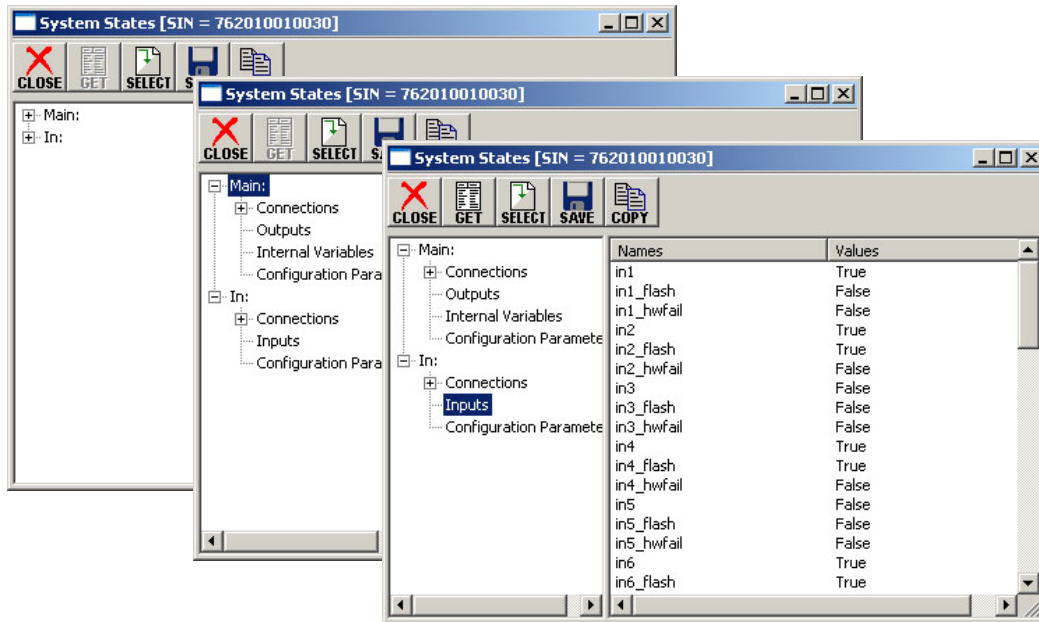 System States [SIN = 762010010030]
CLOSE GET SELECT
Main:
In:
System States [SIN = 762010010030]
CLOSE GET SELECT
Main:
Connections
Outputs
Internal Variables
Configuration Para
In:
Connections
Inputs
Configuration Para
System States [SIN = 762010010030]
CLOSE GET SELECT SAVE COPY
Main:
Connections
Outputs
Internal Variables
Configuration Paramete
In:
Connections
Inputs
Configuration Paramete
Names Values
in1 True
in1_flash False
in1_hwfail False
in2 True
in2_flash True
in2_hwfail False
in3 False
in3_flash False
in3_hwfail False
in4 True
in4_flash True
in4_hwfail False
in5 False
in5_flash False
in5_hwfail False
in6 True
in6_flash True